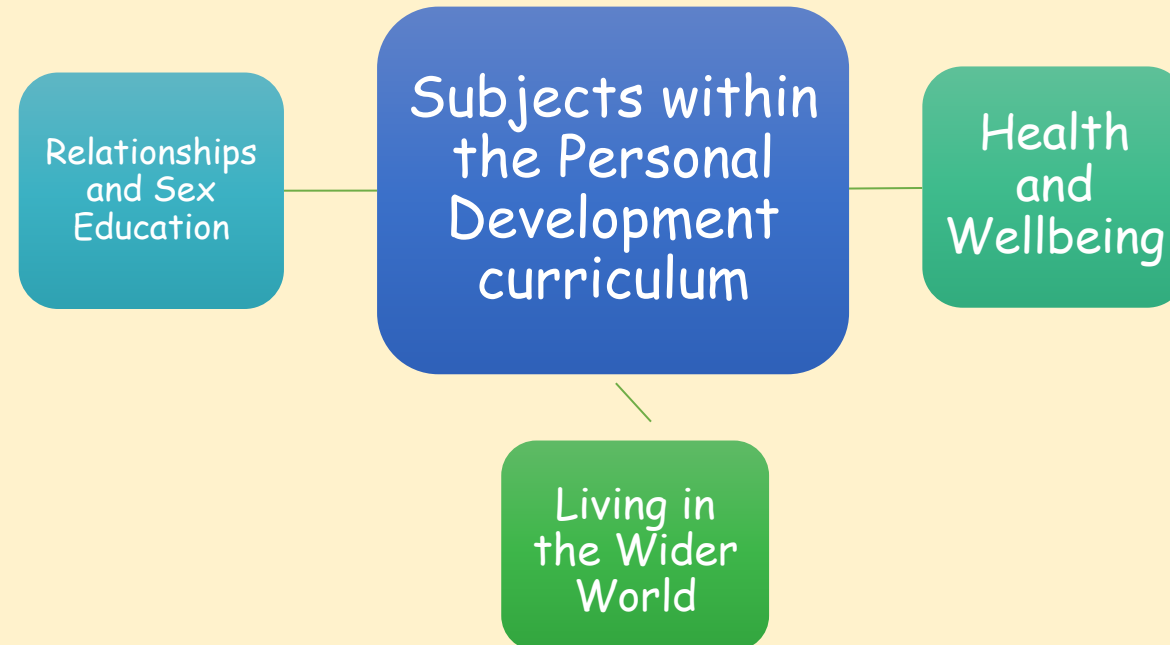 Subjects within
the Personal
Development
curriculum
Relationships
and Sex
Education
Health
and
Wellbeing
Living in
the Wider
World